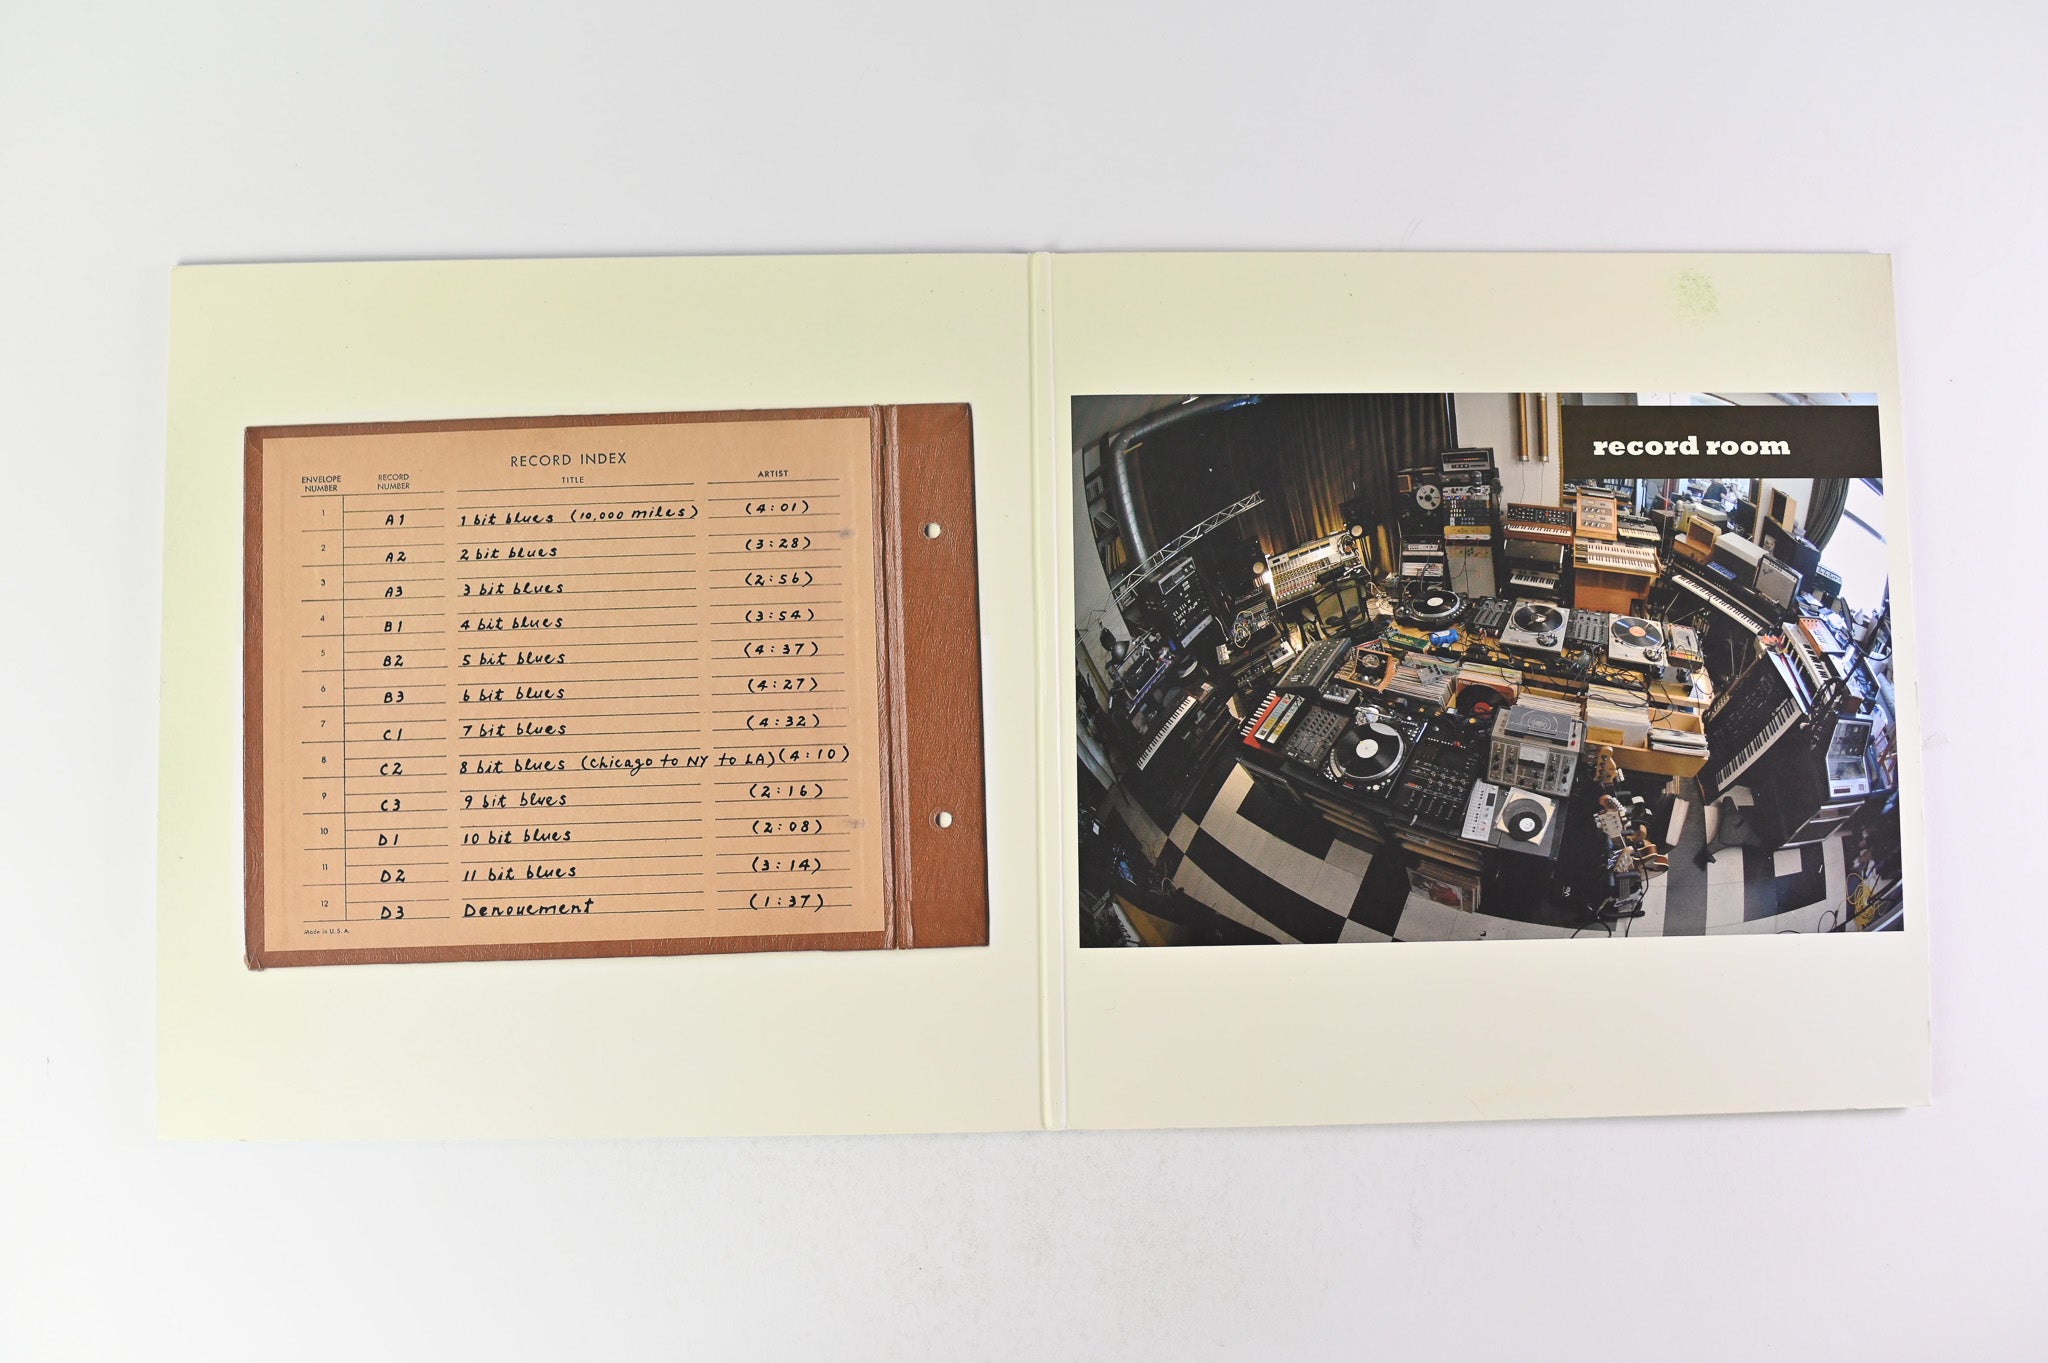 RECORD INDEX
ENVELOPE NUMBER RECORD NUMBER TITLE ARTIST
1 A1 1 bit blues (10,000 miles) (4:01)
2 A2 2 bit blues (3:28)
3 A3 3 bit blues (2:56)
4 B1 4 bit blues (3:54)
5 B2 5 bit blues (4:37)
6 B3 6 bit blues (4:27)
7 C1 7 bit blues (4:32)
8 C2 8 bit blues (Chicago to NY to LA) (4:10)
9 C3 9 bit blues (2:16)
10 D1 10 bit blues (2:08)
11 D2 11 bit blues (3:14)
12 D3 Denouement (1:37)
Made in U.S.A.
record room